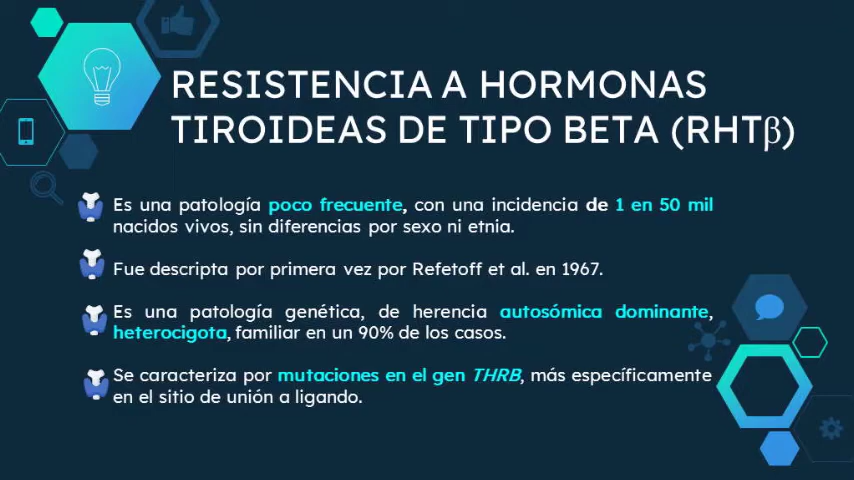 RESISTENCIA A HORMONAS
TIROIDEAS DE TIPO BETA (RHTβ)
Es una patología poco frecuente, con una incidencia de 1 en 50 mil
nacidos vivos, sin diferencias por sexo ni etnia.
Fue descripta por primera vez por Refetoff et al. en 1967.
Es una patología genética, de herencia autosómica dominante,
heterocigota, familiar en un 90% de los casos.
Se caracteriza por mutaciones en el gen THRB, más específicamente
en el sitio de unión a ligando.